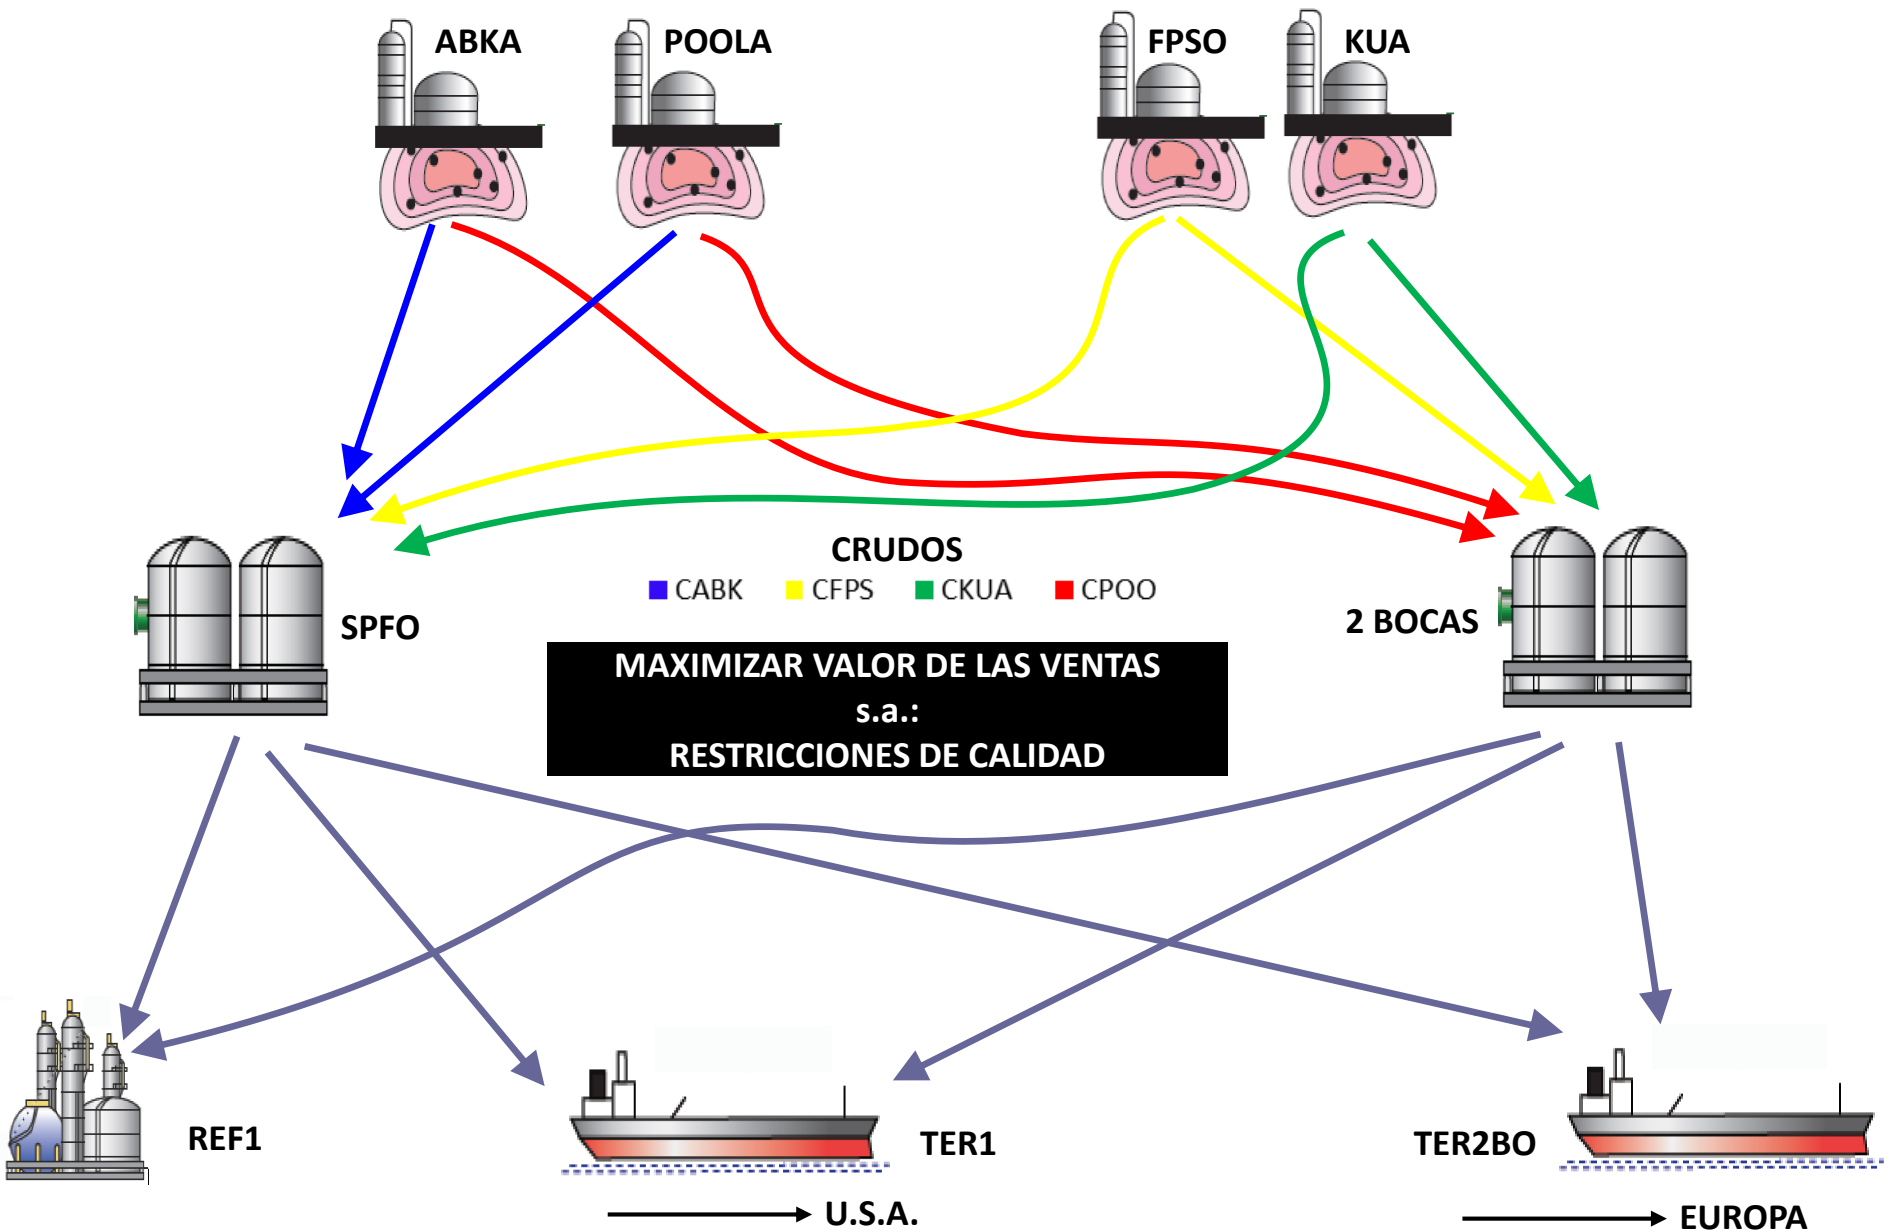 ABKA
POOLA
FPSO
KUA
CRUDOS
CABK
CFPS
CKUA
CPOO
SPFO
2 BOCAS
MAXIMIZAR VALOR DE LAS VENTAS
s.a.:
RESTRICCIONES DE CALIDAD
REF1
TER1
TER2BO
U.S.A.
EUROPA